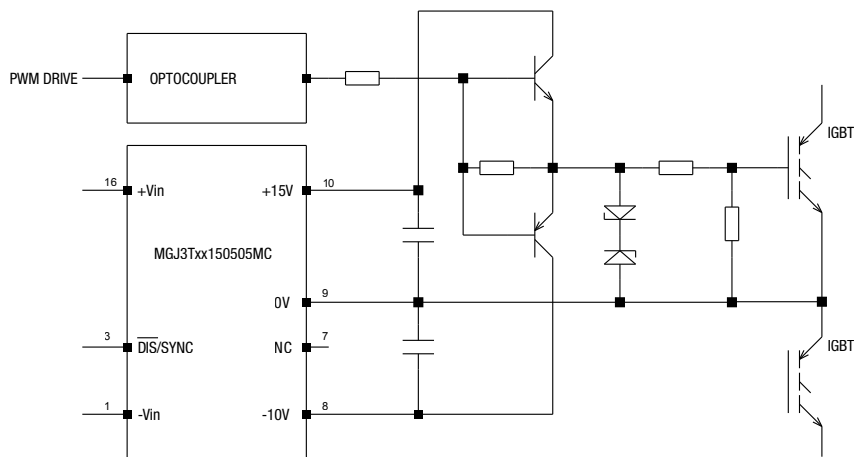 PWM DRIVE
OPTOCOUPLER
IGBT
16
+Vin
+15V
10
MGJ3Txx150505MC
0V
9
3
DIS/SYNC
NC
7
IGBT
1
-Vin
-10V
8